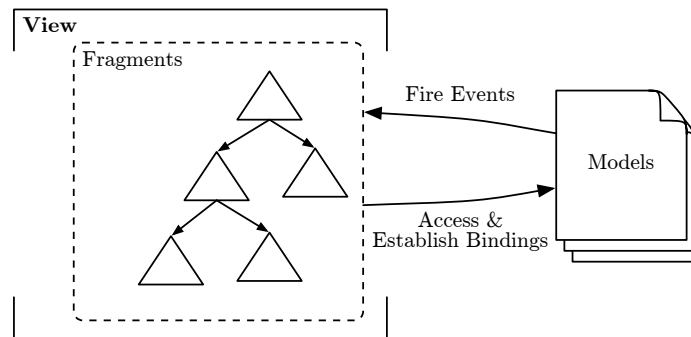 View
Fragments
Fire Events
Models
Access &
Establish Bindings